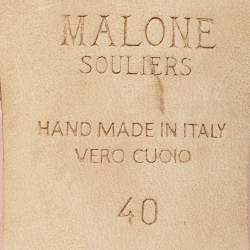 MALONE
SOULIERS
HAND MADE IN ITALY
VERO CUOIO
40